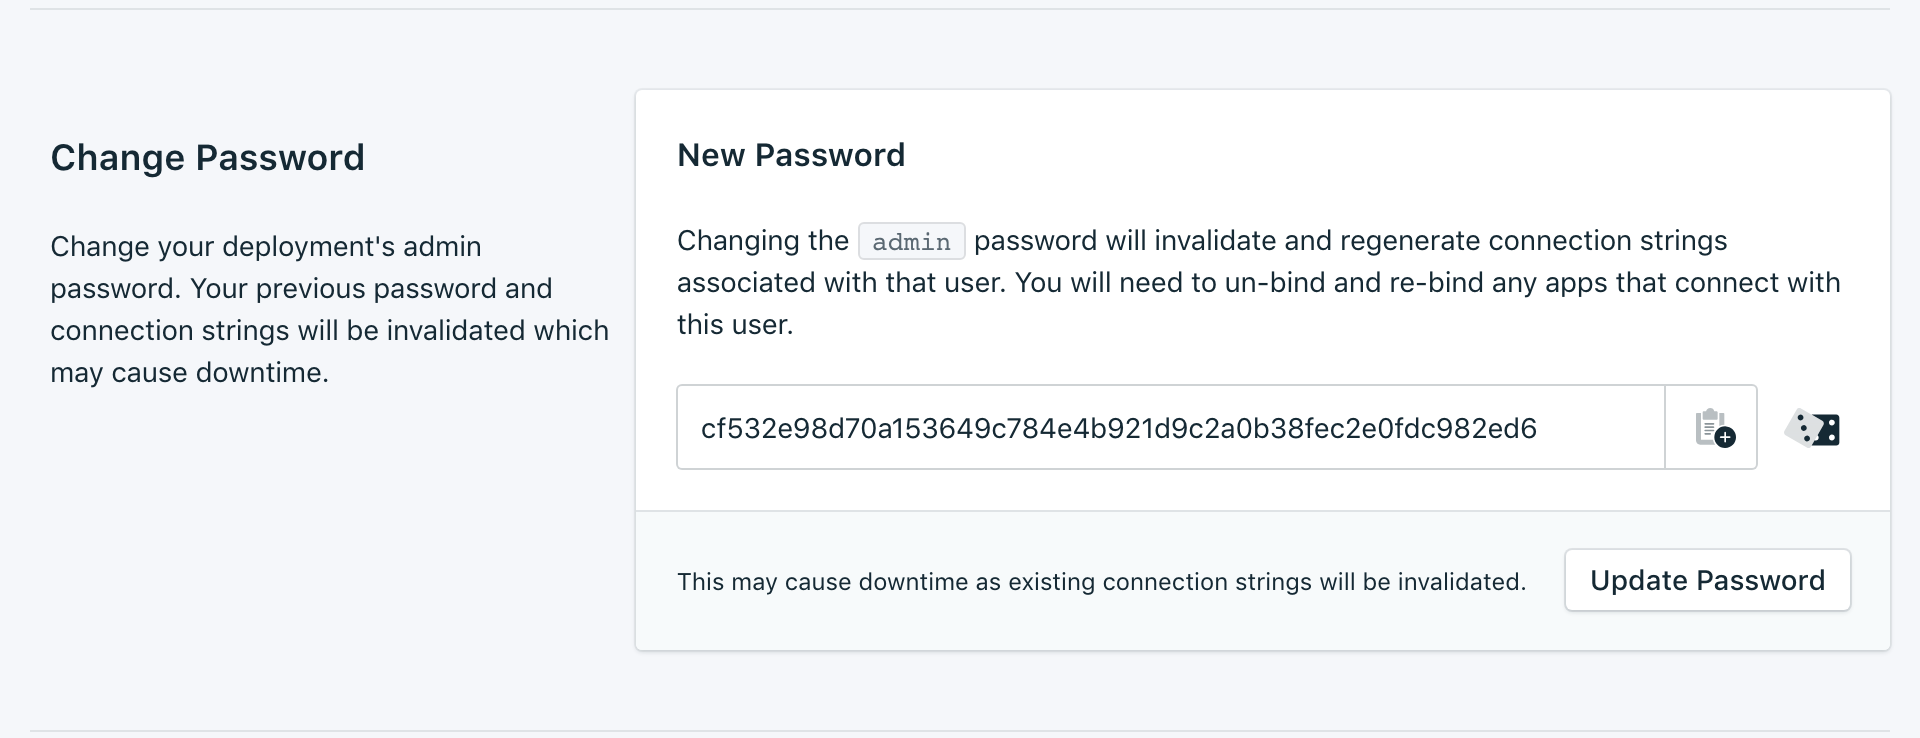 Change Password
Change your deployment's admin
password. Your previous password and
connection strings will be invalidated which
may cause downtime.
New Password
Changing the admin password will invalidate and regenerate connection strings
associated with that user. You will need to un-bind and re-bind any apps that connect with
this user.
cf532e98d70a153649c784e4b921d9c2a0b38fec2e0fdc982ed6
This may cause downtime as existing connection strings will be invalidated.
Update Password